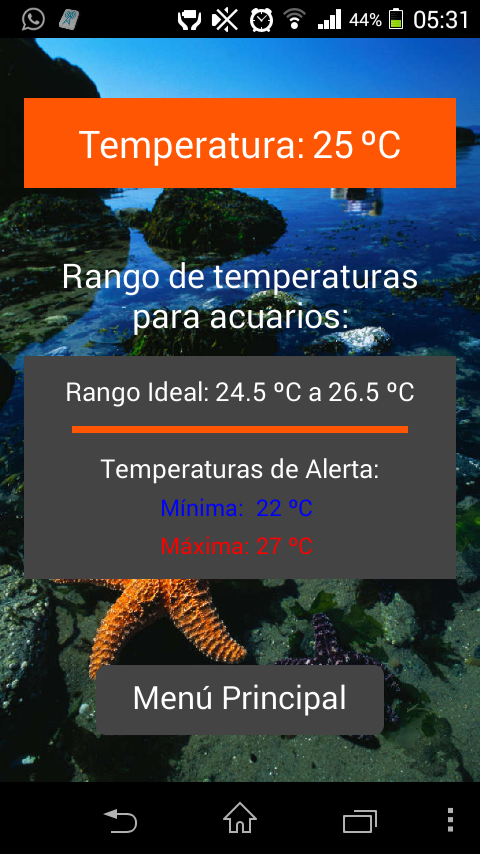 44% 05:31
Temperatura: 25 ºC
Rango de temperaturas
para acuarios:
Rango Ideal: 24.5 ºC a 26.5 ºC
Temperaturas de Alerta:
Mínima: 22 ºC
Máxima: 27 ºC
Menú Principal